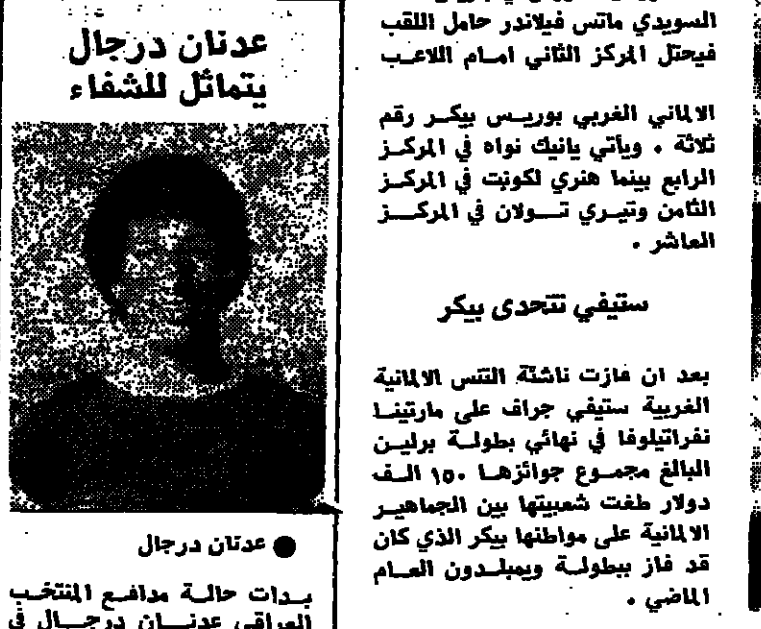 السويدي ماتس فيلاندر حامل اللقب
فيحتل المركز الثاني امام اللاعب
الالماني الغربي بوريس بيكر رقم
ثلاثة . ويأتي يانيك نواه في المركز
الرابع بينما هنري لكونت في المركز
الثامن وتيري تولان في المركز
العاشر .
ستيفي تتحدى بيكر
بعد ان فازت ناشئة التنس الالمانية
الغربية ستيفي جراف على مارتينا
نفراتيلوفا في نهائي بطولة برلين
البالغ مجموع جوائزها ١٥٠ الف
دولار طغت شعبيتها بين الجماهير
الالمانية على مواطنها بيكر الذي كان
قد فاز ببطولة ويمبلدون العام
الماضي .
عدنان درجال
يتماثل للشفاء
● عدنان درجال
بدات حالة مدافع المنتخب
العراقي عدنان درجال في